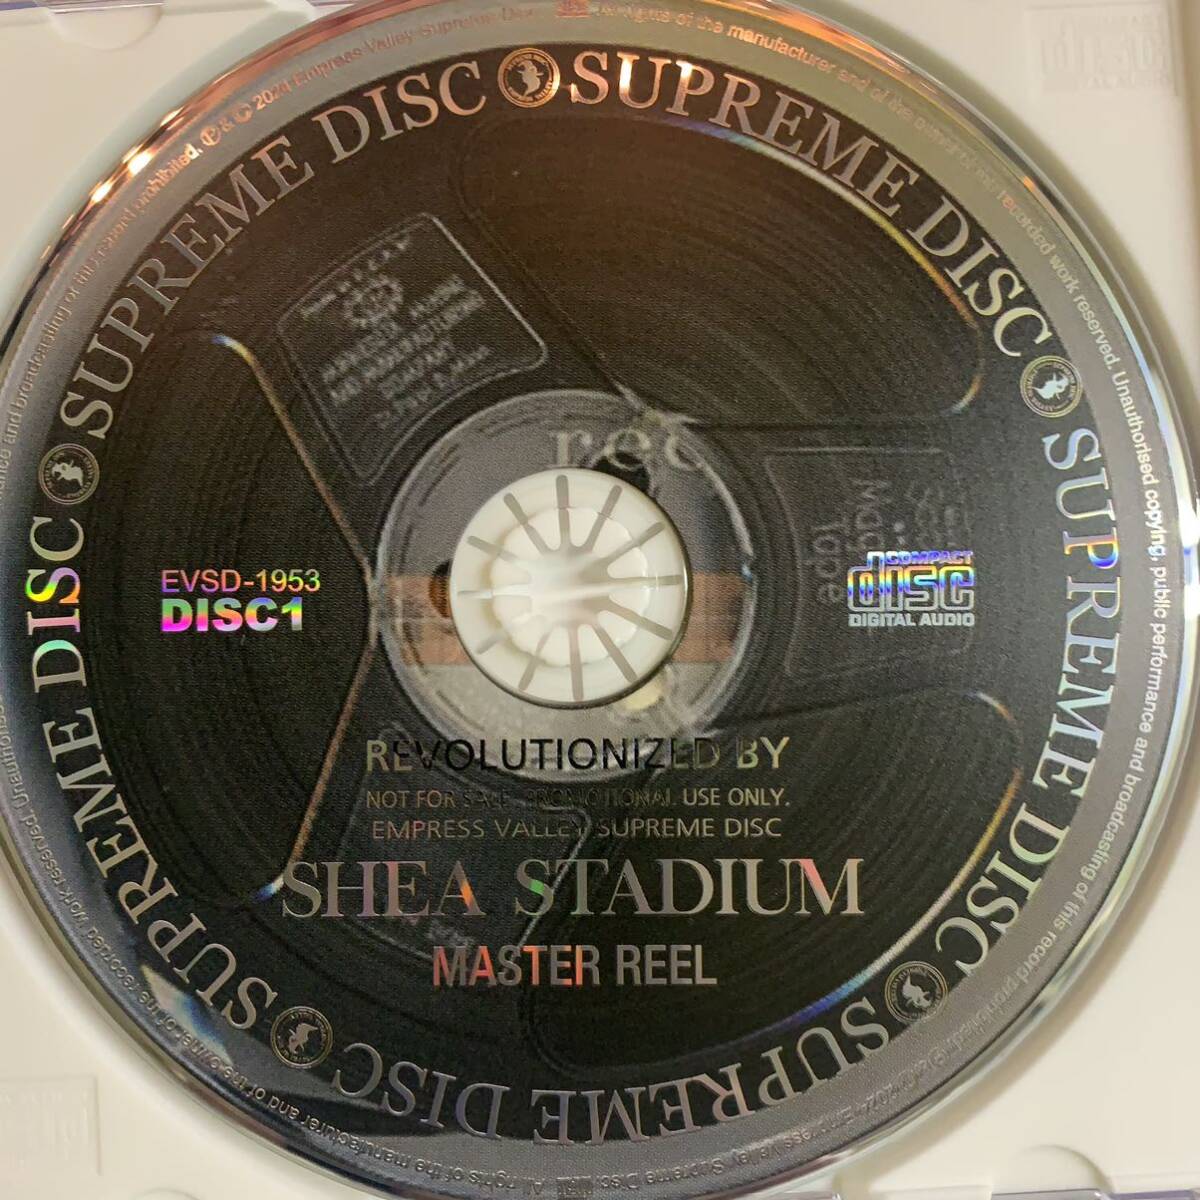 SUPREME DISC SUPREME DISC SUPREME DISC SUPREME DISC SUPREME DISC SUPREME DISC
EVSD-1953
DISC1
COMPACT
disc
DIGITAL AUDIO
REVOLUTIONIZED BY
NOT FOR SALE PROMOTIONAL USE ONLY.
EMPRESS VALLEY SUPREME DISC
SHEA STADIUM
MASTER REEL
℗ & © 2024 Empress Valley Supreme Disc. All rights of the manufacturer and of the owner of the recorded work reserved. Unauthorised copying, public performance and broadcasting of this record prohibited.